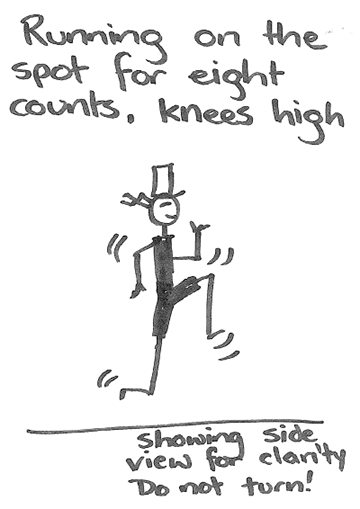 Running on the
spot for eight
counts, knees high
showing side
view for clarity
Do not turn!